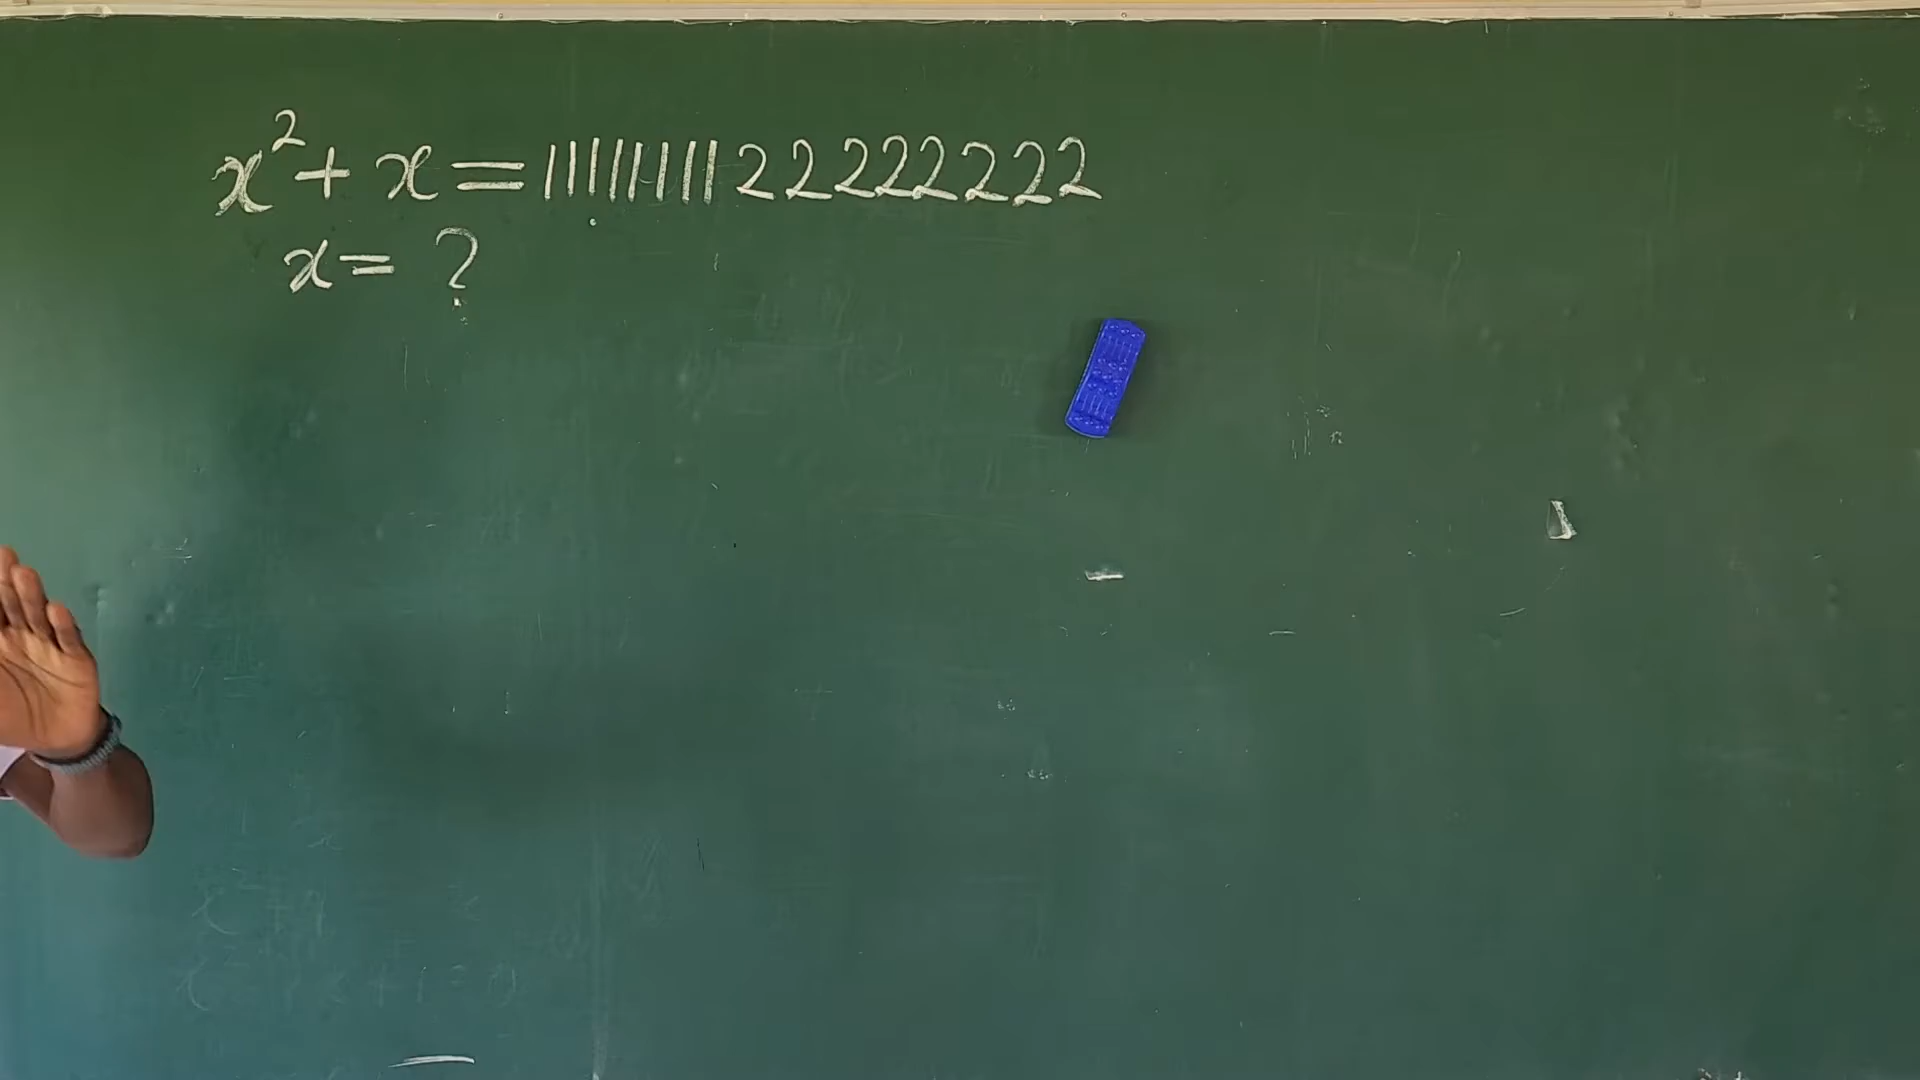 x² + x = 1111111122222222
x = ?